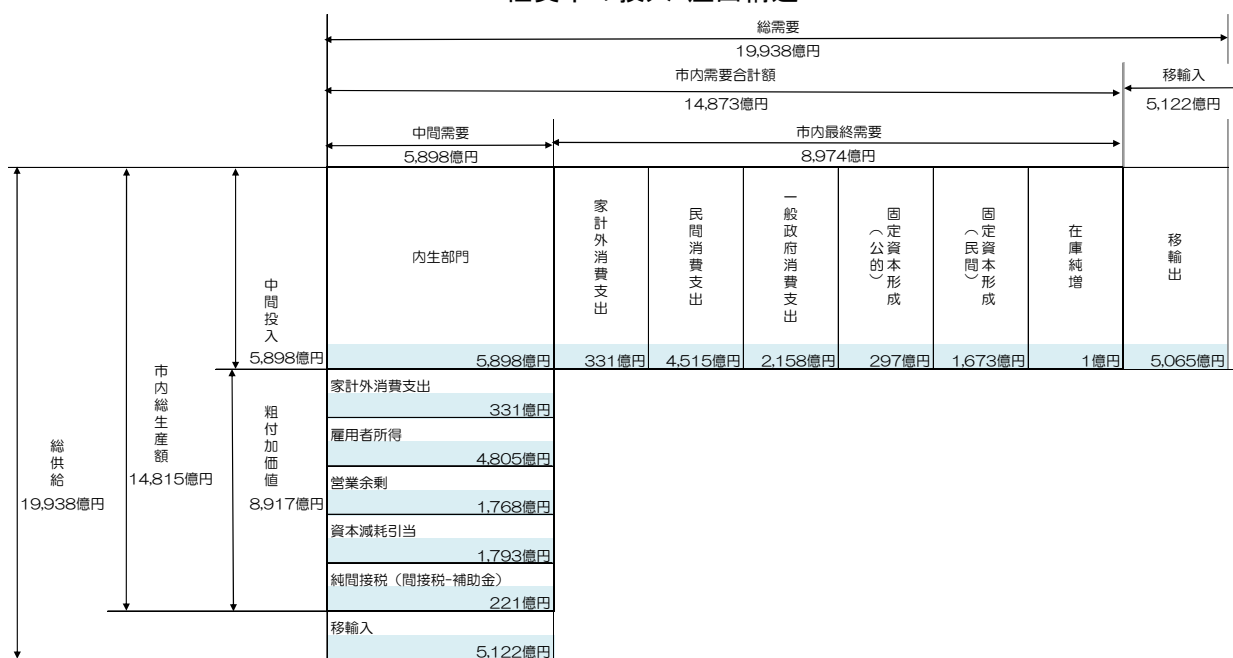 総需要
19,938億円
市内需要合計額
移輸入
14,873億円
5,122億円
中間需要
市内最終需要
5,898億円
8,974億円
内生部門
家計外消費支出
民間消費支出
一般政府消費支出
固定資本形成（公的）
固定資本形成（民間）
在庫純増
移輸出
中間投入
5,898億円
5,898億円
331億円
4,515億円
2,158億円
297億円
1,673億円
1億円
5,065億円
家計外消費支出
331億円
雇用者所得
4,805億円
営業余剰
1,768億円
資本減耗引当
1,793億円
純間接税（間接税-補助金）
221億円
移輸入
5,122億円
粗付加価値
8,917億円
市内総生産額
14,815億円
総供給
19,938億円